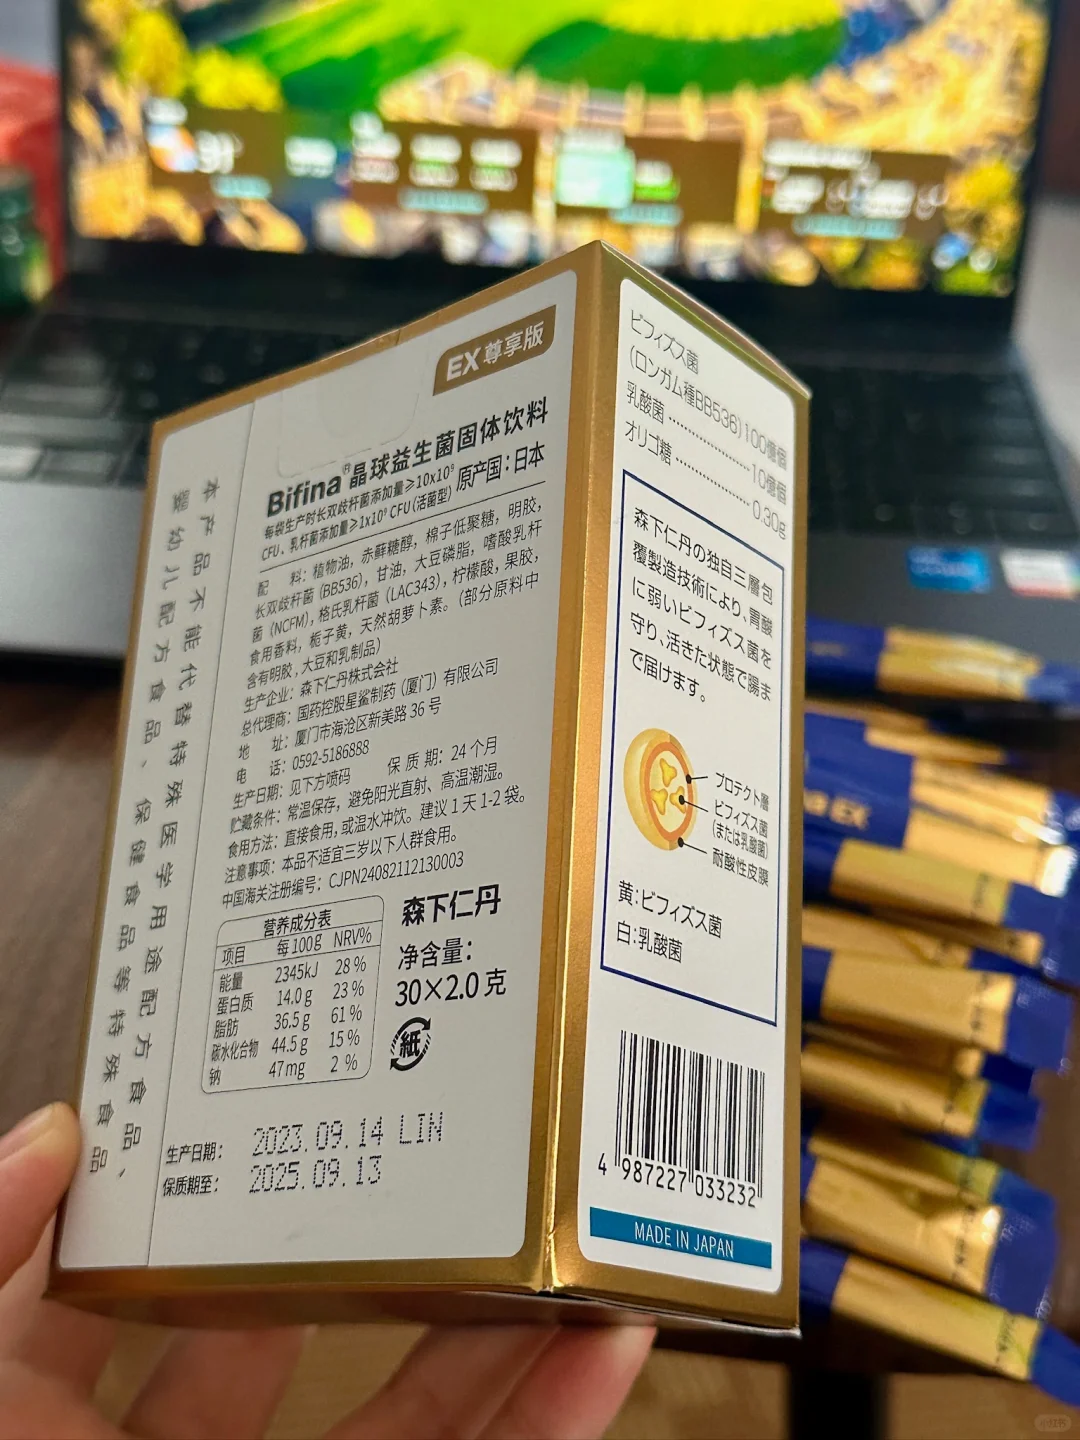 EX 尊享版
Bifina®晶球益生菌固体饮料
每袋生产时长双歧杆菌添加量≥10x10⁹
CFU、乳杆菌添加量≥1x10⁹ CFU (活菌型)
原产国：日本
配 料：植物油，赤藓糖醇，棉子低聚糖，明胶，
长双歧杆菌 (BB536)，甘油，大豆磷脂，嗜酸乳杆
菌 (NCFM)，格氏乳杆菌 (LAC343)，柠檬酸，果胶，
食用香料，栀子黄，天然胡萝卜素。（部分原料中
含有明胶，大豆和乳制品）
生产企业：森下仁丹株式会社
总代理商：国药控股星鲨制药（厦门）有限公司
地 址：厦门市海沧区新美路 36 号
电 话：0592-5186888
生产日期：见下方喷码 保 质 期：24 个月
贮藏条件：常温保存，避免阳光直射、高温潮湿。
食用方法：直接食用，或温水冲饮。建议 1 天 1-2 袋。
注意事项：本品不适宜三岁以下人群食用。
中国海关注册编号：CJPN24082112130003
营养成分表
项目 每100g NRV%
能量 2345kJ 28 %
蛋白质 14.0 g 23 %
脂肪 36.5 g 61 %
碳水化合物 44.5 g 15 %
钠 47 mg 2 %
森下仁丹
净含量：
30×2.0 克
紙
生产日期： 2023.09.14 LIN
保质期至： 2025.09.13
本产品不能代替特殊医学用途配方食品、
婴幼儿配方食品、保健食品等特殊食品
ビフィズス菌
(ロンガム種BB536) 100億個
乳酸菌 10億個
オリゴ糖 0.30g
森下仁丹の独自三層包
覆製造技術により、胃酸
に弱いビフィズス菌を
守り、活きた状態で腸ま
で届けます。
プロテクト層
ビフィズス菌
(または乳酸菌)
耐酸性皮膜
黄：ビフィズス菌
白：乳酸菌
4 987227 033232
MADE IN JAPAN
EX
小红书